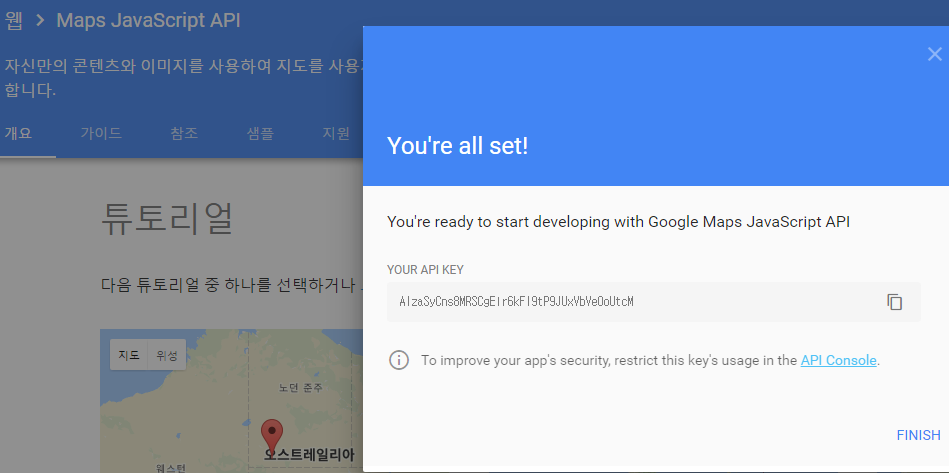 웹 > Maps JavaScript API
자신만의 콘텐츠와 이미지를 사용하여 지도를
합니다.
개요 가이드 참조 샘플 지원
You're all set!
튜토리얼
You're ready to start developing with Google Maps JavaScript API
다음 튜토리얼 중 하나를 선택하거나
YOUR API KEY
지도 위성
To improve your app's security, restrict this key's usage in the API Console.
노던 준주
FINISH
오스트레일리아
웨스턴